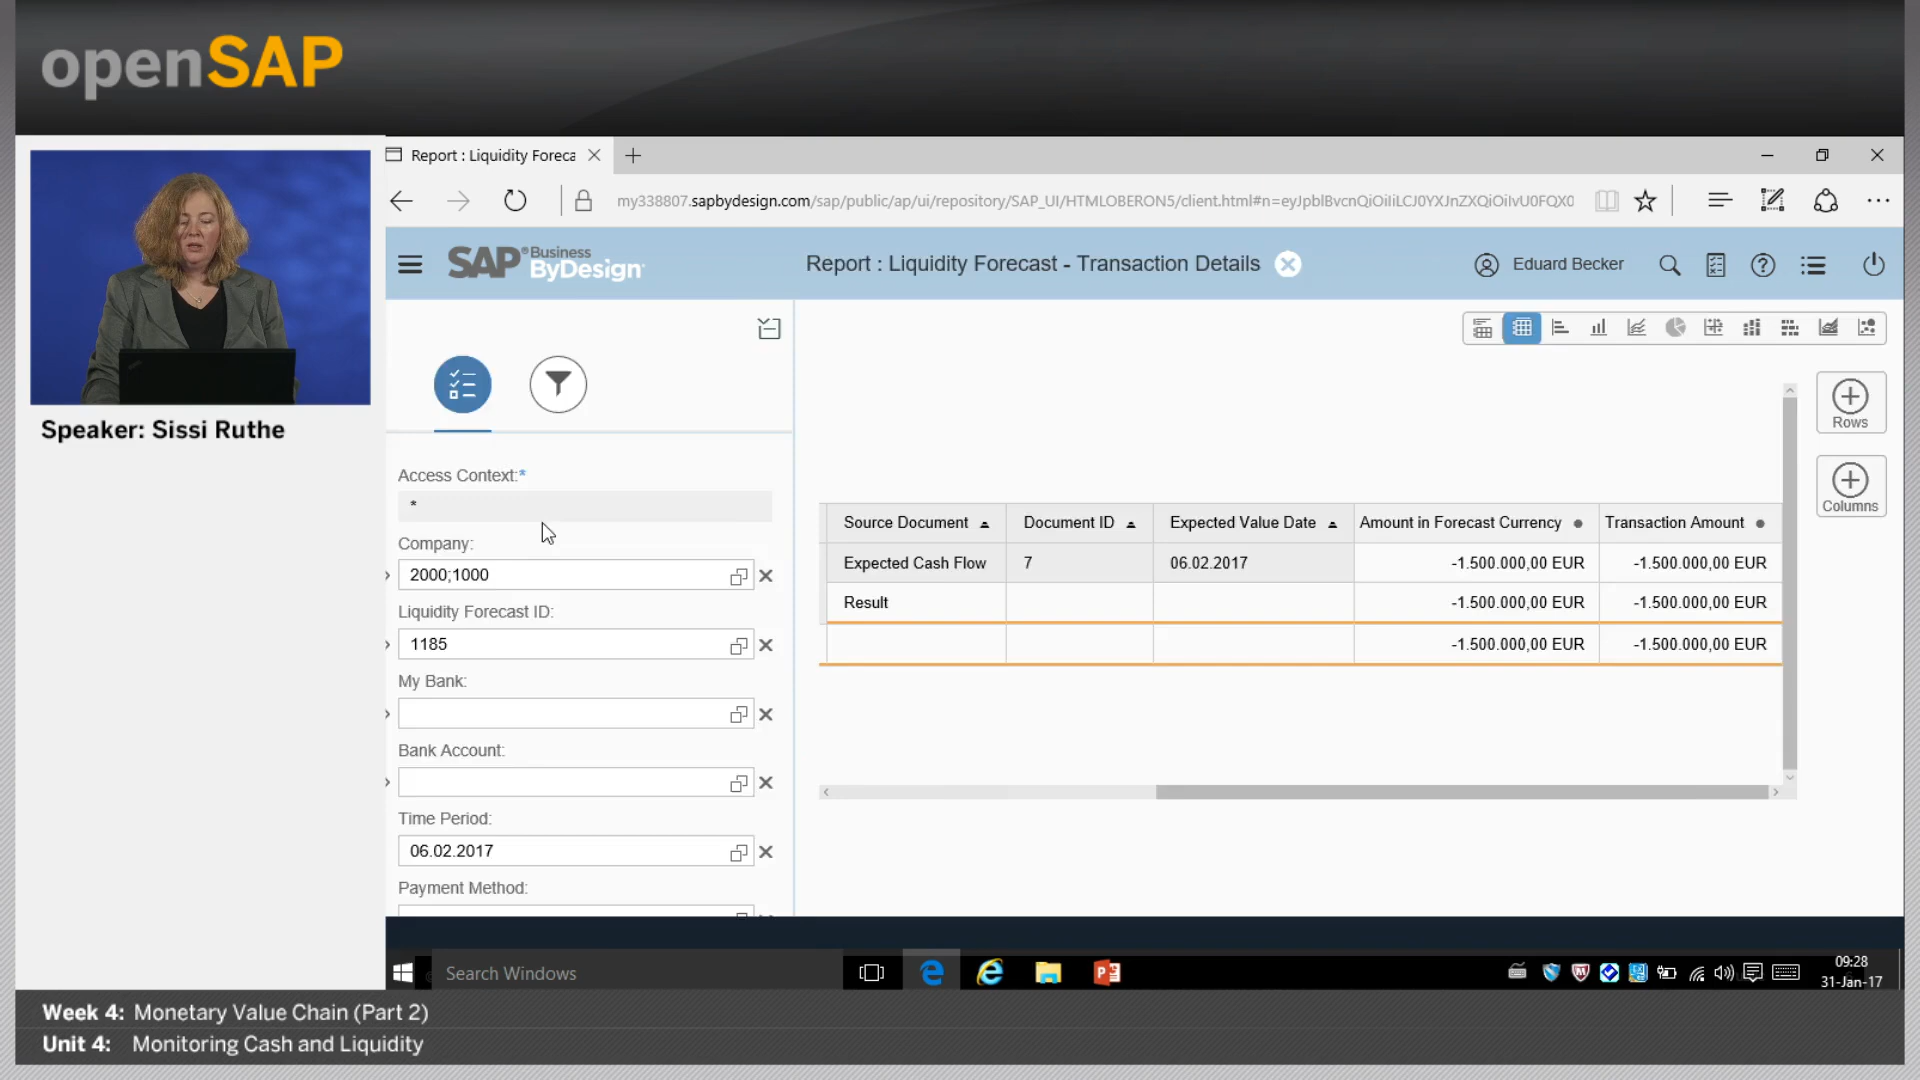 openSAP
Report : Liquidity Foreca
my338807.sapbydesign.com/sap/public/ap/ui/repository/SAP_UI/HTMLOBERON5/client.html#n=
SAP Business ByDesign
Report : Liquidity Forecast - Transaction Details
Eduard Becker
Speaker: Sissi Ruthe
Rows
Columns
Access Context:*
*
Company:
2000;1000
Liquidity Forecast ID:
1185
My Bank:
Bank Account:
Time Period:
06.02.2017
Payment Method:
Source Document Document ID Expected Value Date Amount in Forecast Currency Transaction Amount
Expected Cash Flow 7 06.02.2017 -1.500.000,00 EUR -1.500.000,00 EUR
Result -1.500.000,00 EUR -1.500.000,00 EUR
-1.500.000,00 EUR -1.500.000,00 EUR
Search Windows
09:28
31-Jan-17
Week 4: Monetary Value Chain (Part 2)
Unit 4: Monitoring Cash and Liquidity